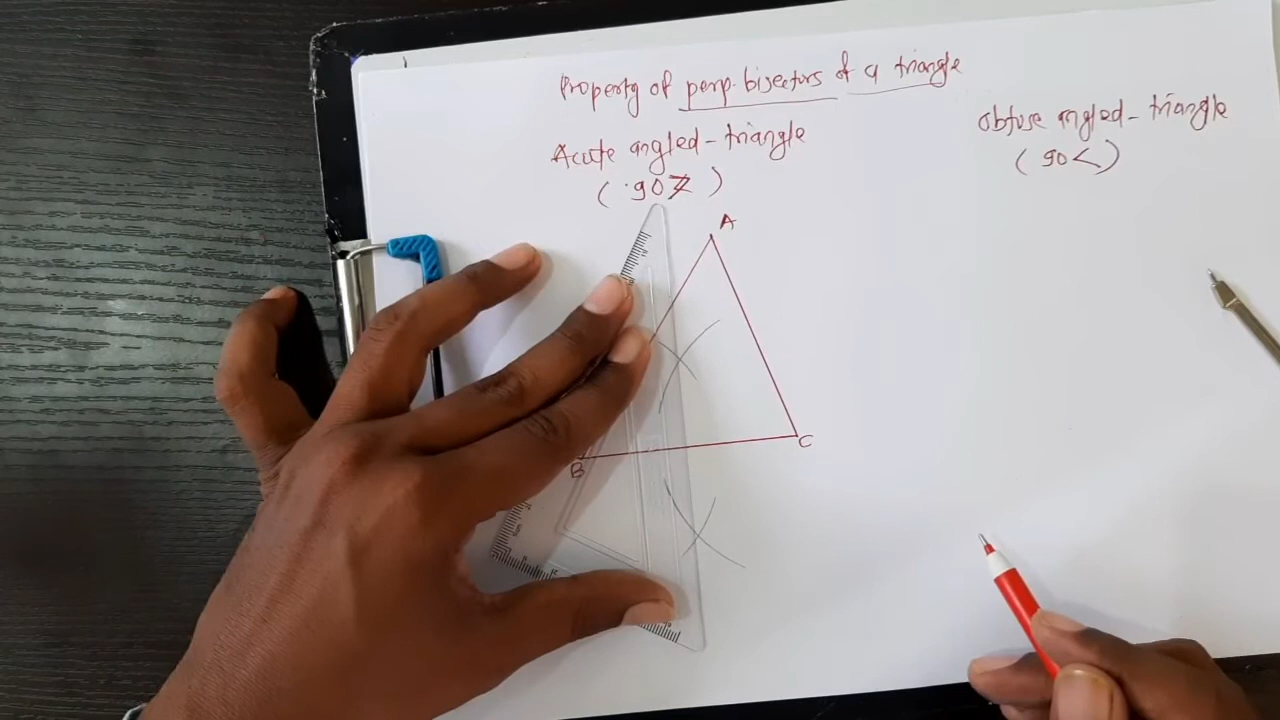 Property of perp. bisectors of a triangle
Acute angled-triangle
(90>)
Obtuse angled-triangle
(90<)
A
B
C